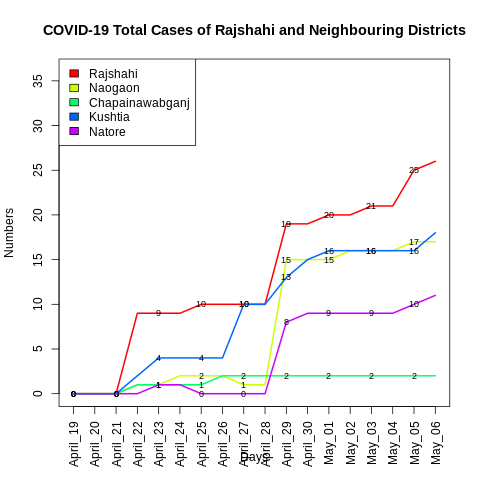 COVID-19 Total Cases of Rajshahi and Neighbouring Districts
Rajshahi
Naogaon
Chapainawabganj
Kushtia
Natore
Numbers
35
30
25
20
15
10
5
0
25
21
20
19
17
16 16 16
15 15
13
9 10 10
10
9 9 10
8
4 4
2 2 2 2 2 2
1 1 1
0 0 0 0
April_19
April_20
April_21
April_22
April_23
April_24
April_25
April_26
April_27
April_28
April_29
April_30
May_01
May_02
May_03
May_04
May_05
May_06
Days